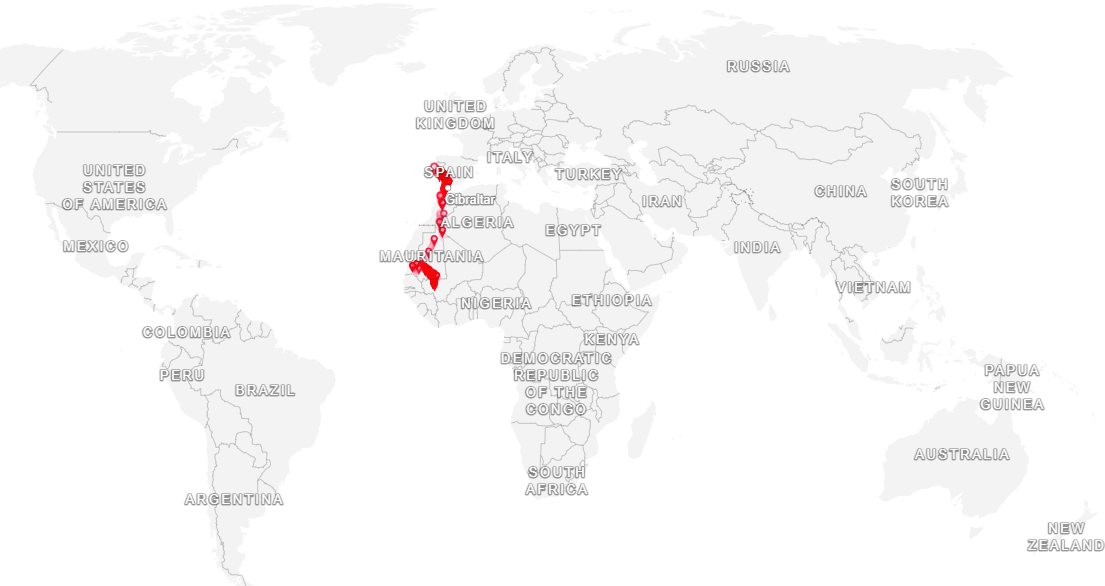 RUSSIA
UNITED
KINGDOM
ITALY
SPAIN
TURKEY
UNITED
STATES
OF AMERICA
CHINA
SOUTH
KOREA
IRAN
Gibraltar
ALGERIA
EGYPT
MEXICO
INDIA
MAURITANIA
VIETNAM
NIGERIA
ETHIOPIA
COLOMBIA
KENYA
DEMOCRATIC
REPUBLIC
OF THE
CONGO
PERU
BRAZIL
PAPUA
NEW
GUINEA
AUSTRALIA
SOUTH
AFRICA
ARGENTINA
NEW
ZEALAND